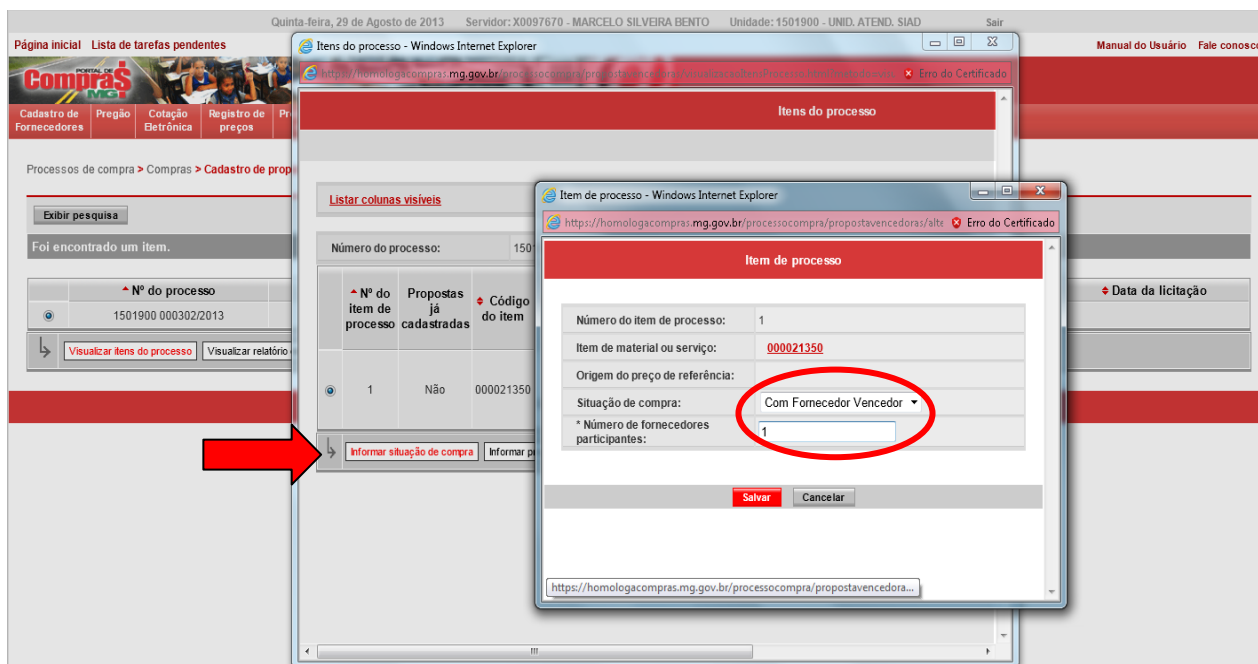 Quinta-feira, 29 de Agosto de 2013 Servidor: X0097670 - MARCELO SILVEIRA BENTO Unidade: 1501900 - UNID. ATEND. SIAD Sair
Página inicial Lista de tarefas pendentes
Manual do Usuário Fale conosco
PORTAL DE
Compras
MG
Cadastro de Fornecedores
Pregão
Cotação Eletrônica
Registro de preços
Processos de compra > Compras > Cadastro de prop
Exibir pesquisa
Foi encontrado um item.
Nº do processo
Data da licitação
1501900 000302/2013
Visualizar itens do processo Visualizar relatório
Itens do processo - Windows Internet Explorer
Erro do Certificado
Itens do processo
Listar colunas visíveis
Número do processo: 150
Nº do item de processo
Propostas já cadastradas
Código do item
1 Não 000021350
Informar situação de compra Informar p
Item de processo - Windows Internet Explorer
https://homologacompras.mg.gov.br/processocompra/propostavencedoras/alte Erro do Certificado
Item de processo
Número do item de processo: 1
Item de material ou serviço: 000021350
Origem do preço de referência:
Situação de compra: Com Fornecedor Vencedor
* Número de fornecedores participantes: 1
Salvar Cancelar
https://homologacompras.mg.gov.br/processocompra/propostavencedora...